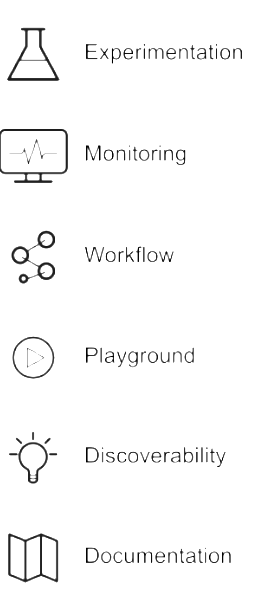 Experimentation
Monitoring
Workflow
Playground
Discoverability
Documentation